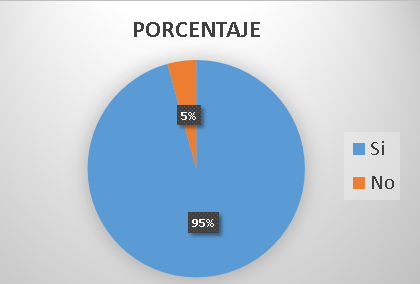 PORCENTAJE
5%
Si
No
95%